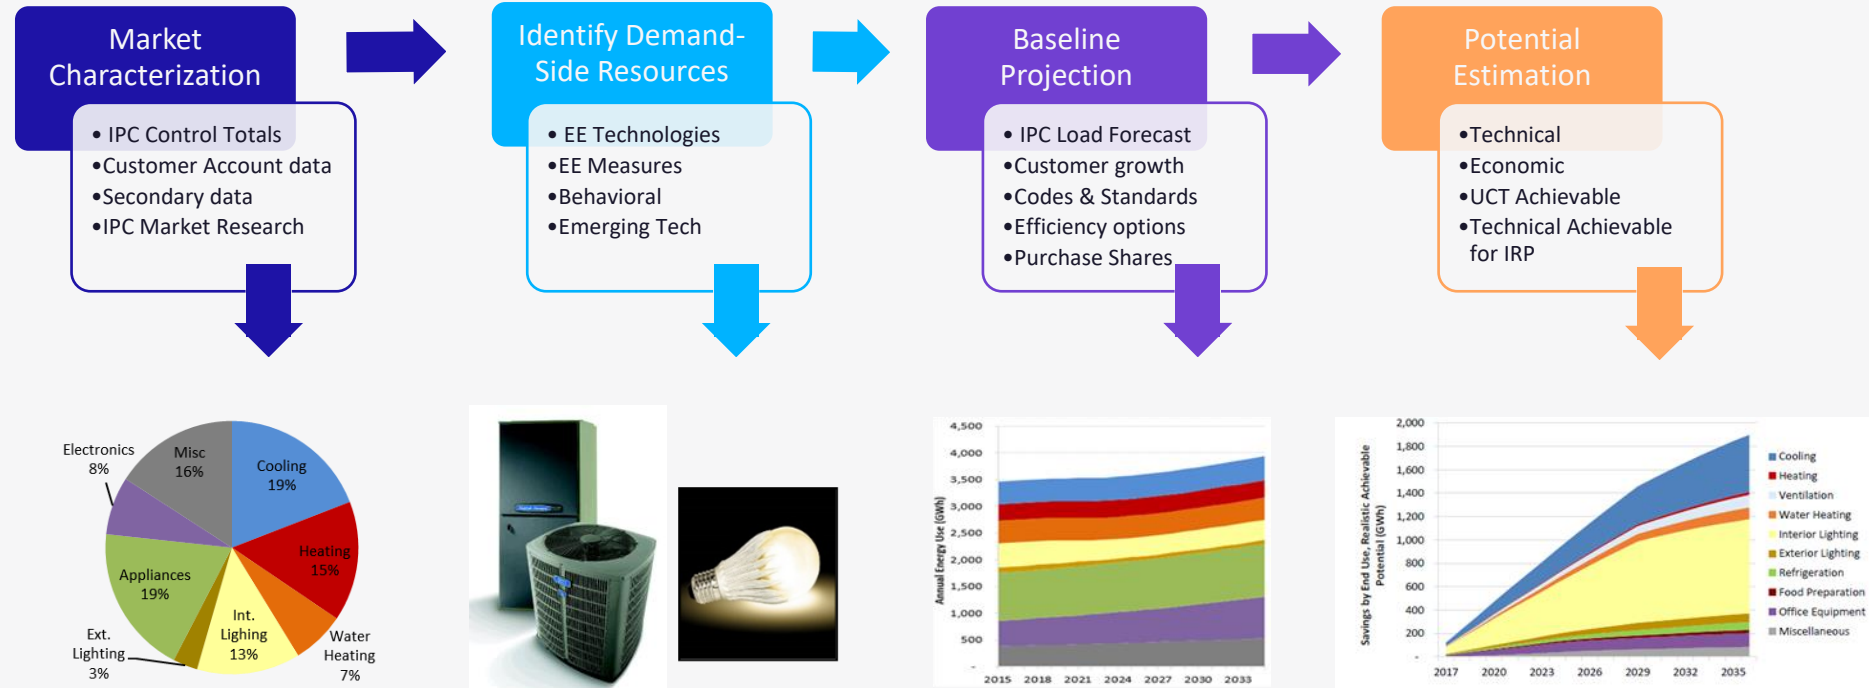 Market
Characterization
• IPC Control Totals
•Customer Account data
•Secondary data
•IPC Market Research
Identify Demand-
Side Resources
• EE Technologies
•EE Measures
•Behavioral
•Emerging Tech
Baseline
Projection
• IPC Load Forecast
•Customer growth
•Codes & Standards
•Efficiency options
•Purchase Shares
Potential
Estimation
•Technical
•Economic
•UCT Achievable
•Technical Achievable
for IRP
Electronics
8%
Misc
16%
Cooling
19%
Heating
15%
Appliances
19%
Int.
Lighing
13%
Ext.
Lighting
3%
Water
Heating
7%
Annual Energy Use (GWh)
4,500
4,000
3,500
3,000
2,500
2,000
1,500
1,000
500
-
2015 2018 2021 2024 2027 2030 2033
Savings by End Use, Realistic Achievable
Potential (GWh)
2,000
1,800
1,600
1,400
1,200
1,000
800
600
400
200
-
2017 2020 2023 2026 2029 2032 2035
Cooling
Heating
Ventilation
Water Heating
Interior Lighting
Exterior Lighting
Refrigeration
Food Preparation
Office Equipment
Miscellaneous